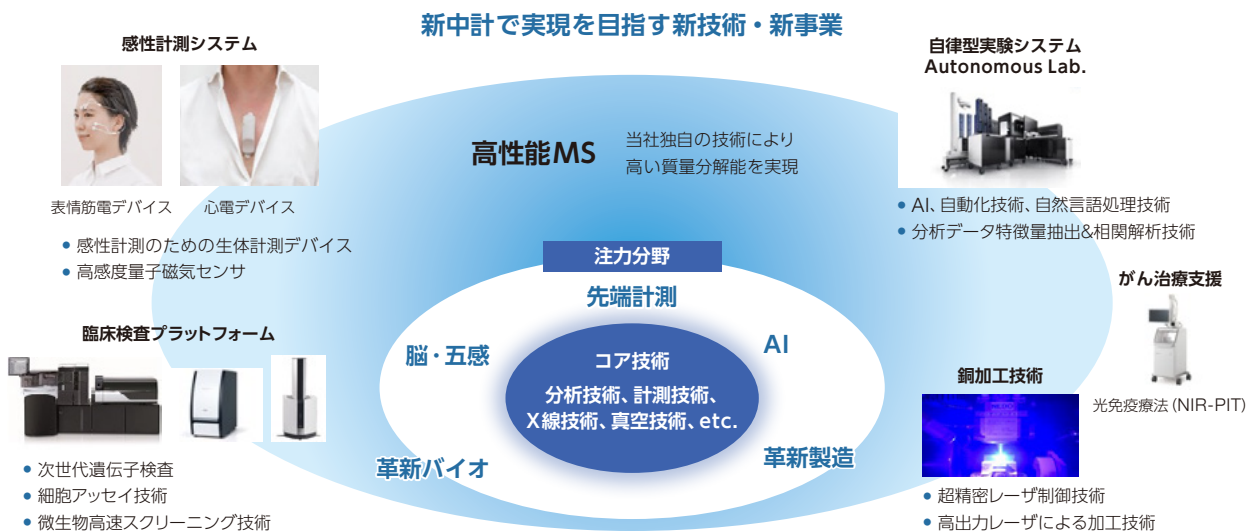 新中計で実現を目指す新技術・新事業
感性計測システム
表情筋電デバイス
心電デバイス
• 感性計測のための生体計測デバイス
• 高感度量子磁気センサ
高性能MS
当社独自の技術により
高い質量分解能を実現
自律型実験システム
Autonomous Lab.
• AI、自動化技術、自然言語処理技術
• 分析データ特徴量抽出&相関解析技術
注力分野
先端計測
脳・五感
AI
コア技術
分析技術、計測技術、
X線技術、真空技術、etc.
革新バイオ
革新製造
臨床検査プラットフォーム
• 次世代遺伝子検査
• 細胞アッセイ技術
• 微生物高速スクリーニング技術
がん治療支援
光免疫療法(NIR-PIT)
銅加工技術
• 超精密レーザ制御技術
• 高出力レーザによる加工技術